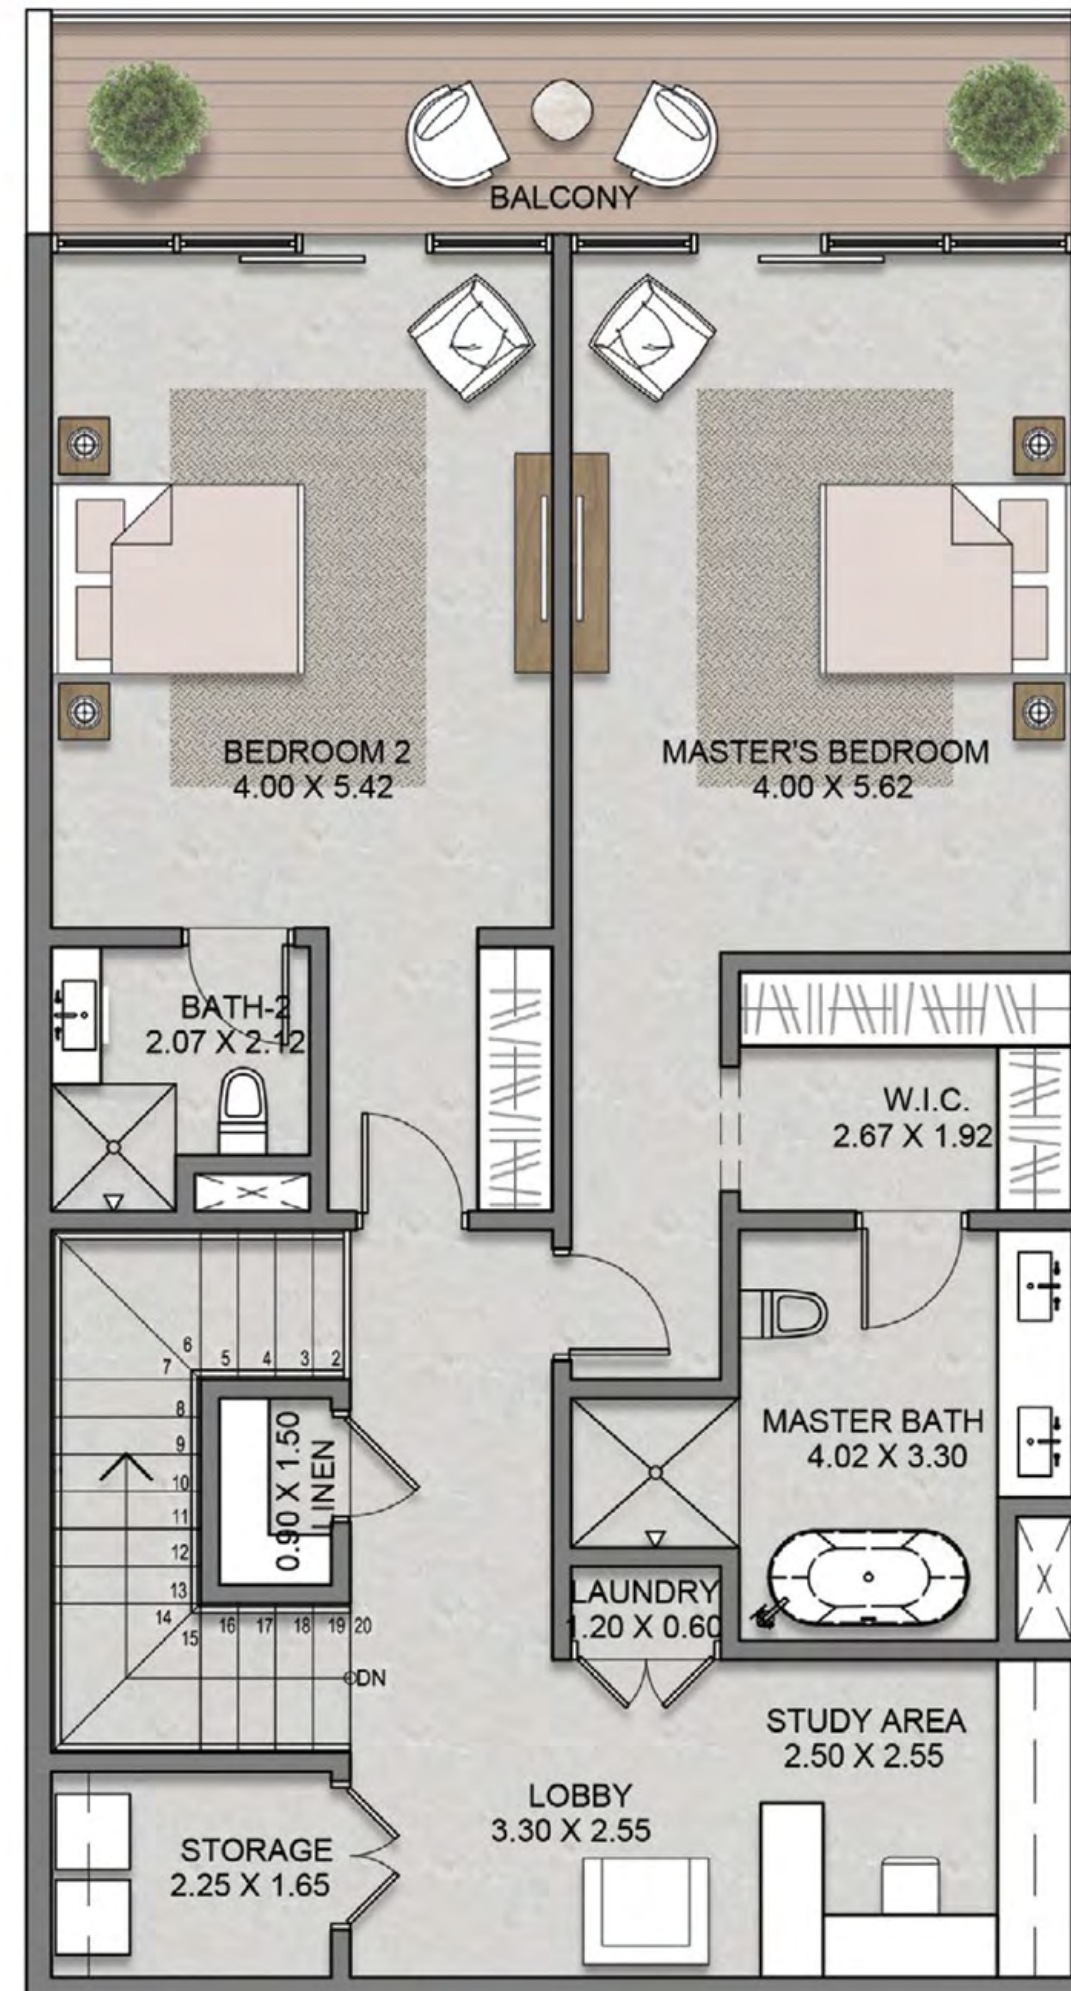 BALCONY
BEDROOM 2
4.00 X 5.42
MASTER'S BEDROOM
4.00 X 5.62
BATH-2
2.07 X 2.12
W.I.C.
2.67 X 1.92
6
5
4
3
2
7
8
9
10
11
12
13
14
15
16
17
18
19
20
DN
0.90 X 1.50
LINEN
MASTER BATH
4.02 X 3.30
LAUNDRY
1.20 X 0.60
STUDY AREA
2.50 X 2.55
LOBBY
3.30 X 2.55
STORAGE
2.25 X 1.65